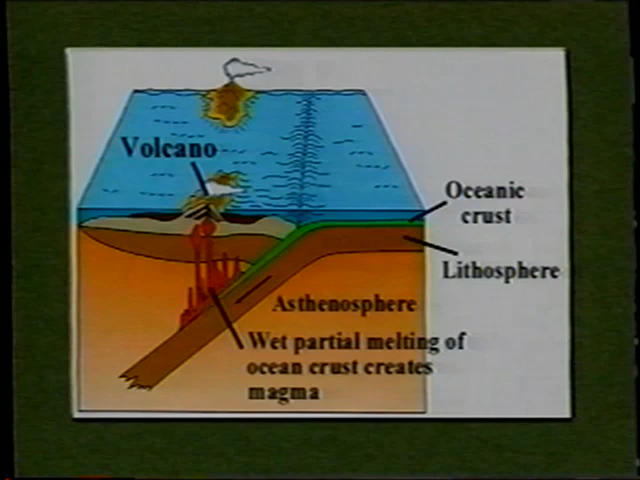 Volcano
Oceanic
crust
Lithosphere
Asthenosphere
Wet partial melting of
ocean crust creates
magma